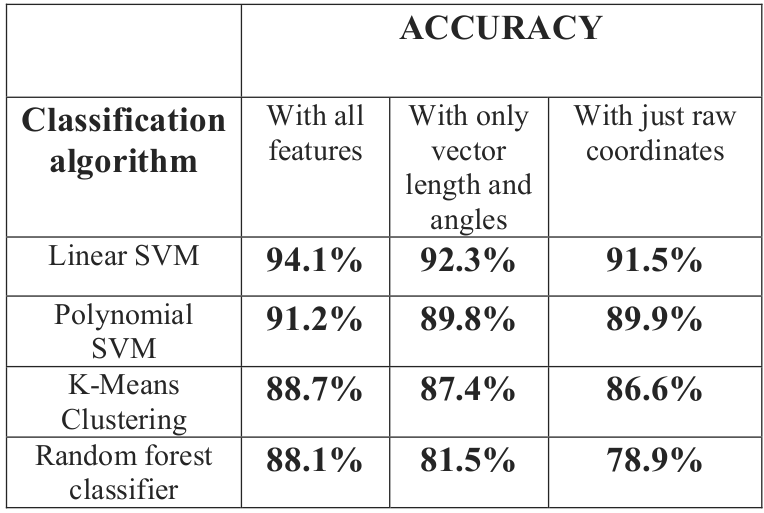 ACCURACY
Classification
algorithm
With all
features
With only
vector
length and
angles
With just raw
coordinates
Linear SVM
94.1%
92.3%
91.5%
Polynomial
SVM
91.2%
89.8%
89.9%
K-Means
Clustering
88.7%
87.4%
86.6%
Random forest
classifier
88.1%
81.5%
78.9%